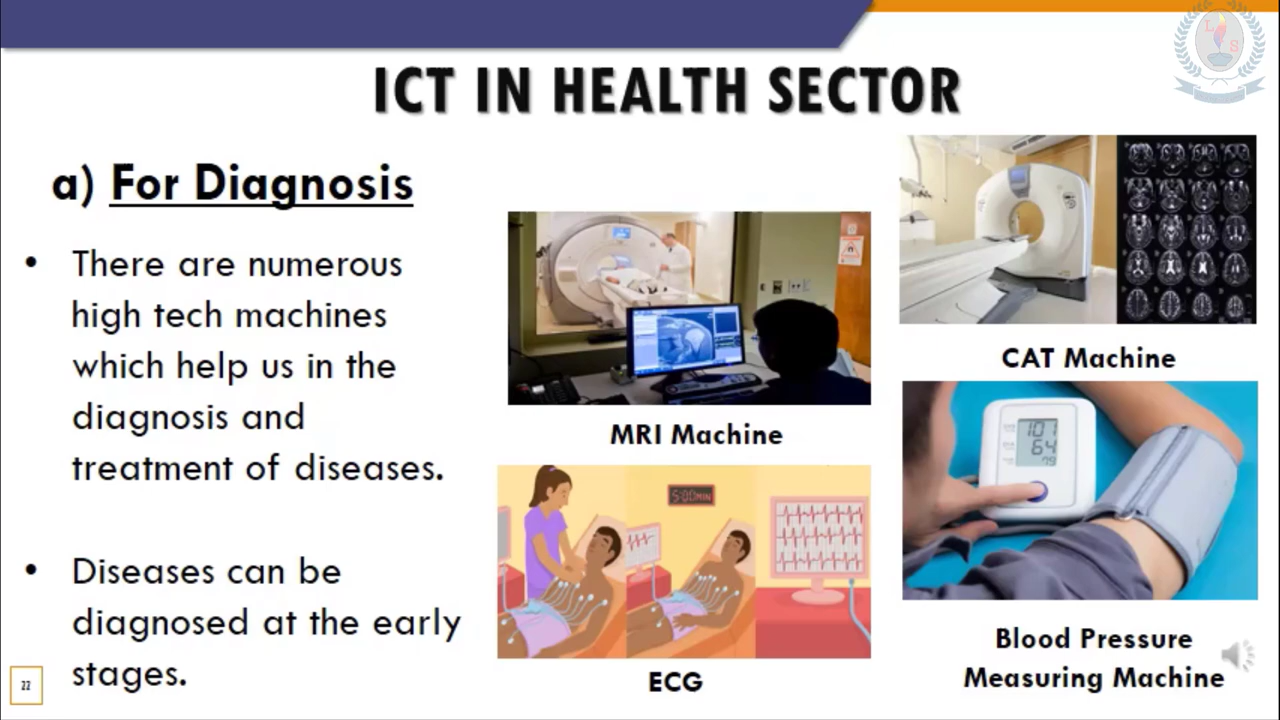 L
S
ICT IN HEALTH SECTOR
a) For Diagnosis
• There are numerous
high tech machines
which help us in the
diagnosis and
treatment of diseases.
• Diseases can be
diagnosed at the early
stages.
MRI Machine
CAT Machine
5:00MIN
ECG
101
64
79
Blood Pressure
Measuring Machine
22